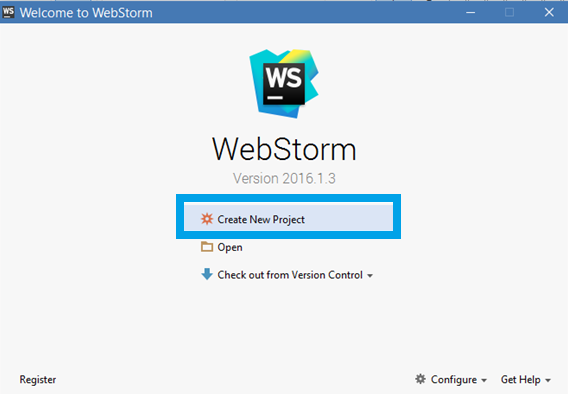 WS Welcome to WebStorm
WS
WebStorm
Version 2016.1.3
Create New Project
Open
Check out from Version Control
Register Configure Get Help